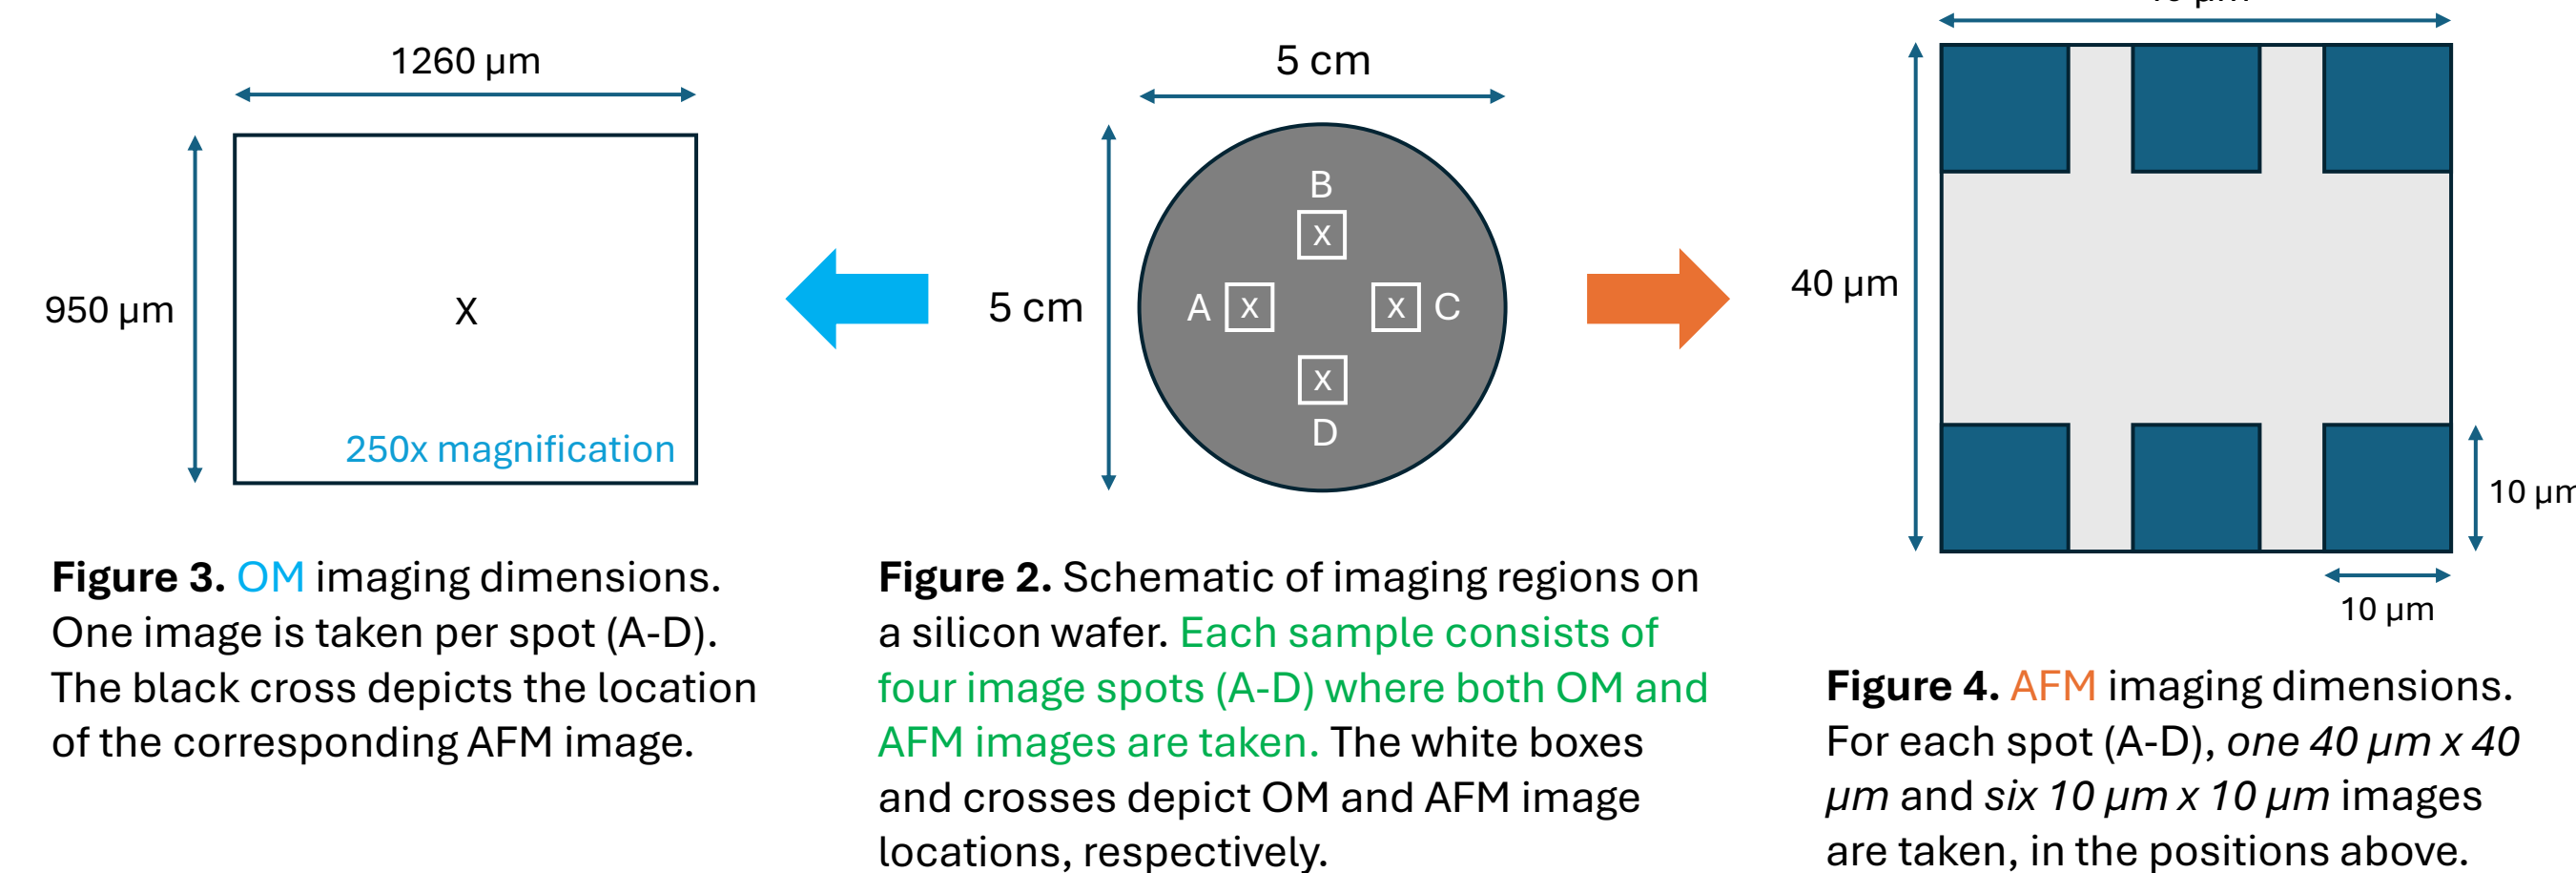 1260 µm
950 µm
X
250x magnification
Figure 3. OM imaging dimensions.
One image is taken per spot (A-D).
The black cross depicts the location
of the corresponding AFM image.
5 cm
5 cm
B
x
A
x
x
C
x
D
Figure 2. Schematic of imaging regions on
a silicon wafer. Each sample consists of
four image spots (A-D) where both OM and
AFM images are taken. The white boxes
and crosses depict OM and AFM image
locations, respectively.
40 µm
10 µm
10 µm
Figure 4. AFM imaging dimensions.
For each spot (A-D), one 40 µm x 40
µm and six 10 µm x 10 µm images
are taken, in the positions above.